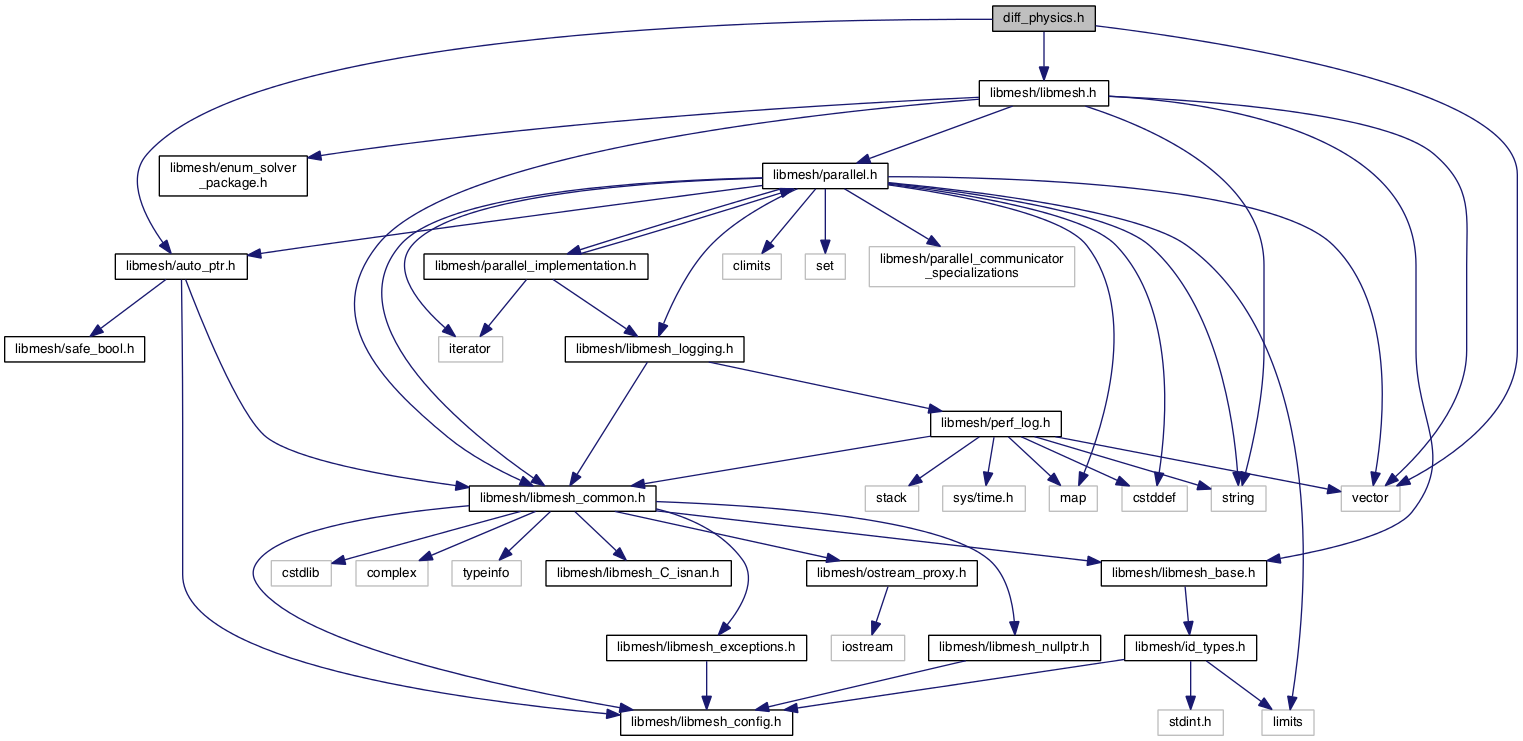 diff_physics.h
libmesh/libmesh.h
libmesh/enum_solver
_package.h
libmesh/parallel.h
libmesh/auto_ptr.h
libmesh/parallel_implementation.h
climits
set
libmesh/parallel_communicator
_specializations
libmesh/safe_bool.h
iterator
libmesh/libmesh_logging.h
libmesh/perf_log.h
libmesh/libmesh_common.h
stack
sys/time.h
map
cstddef
string
vector
cstdlib
complex
typeinfo
libmesh/libmesh_C_isnan.h
libmesh/ostream_proxy.h
libmesh/libmesh_base.h
libmesh/libmesh_exceptions.h
iostream
libmesh/libmesh_nullptr.h
libmesh/id_types.h
libmesh/libmesh_config.h
stdint.h
limits